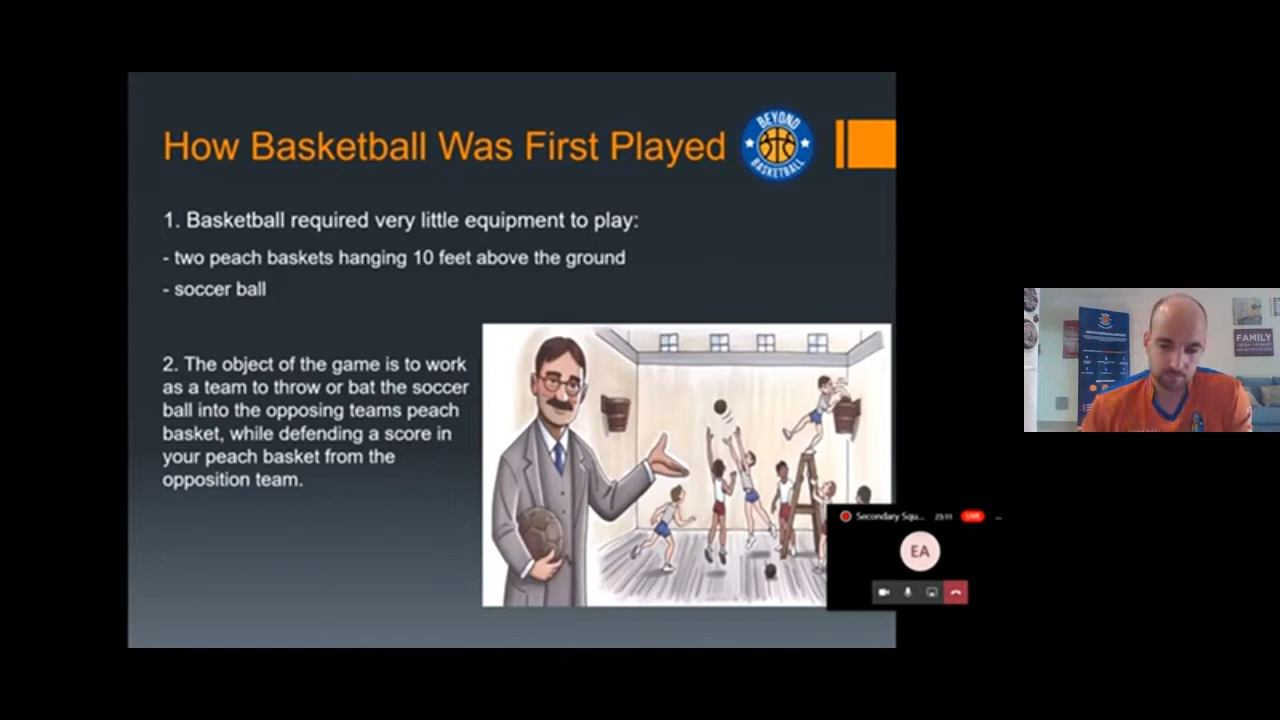 How Basketball Was First Played
BEYOND
BASKETBALL
1. Basketball required very little equipment to play:
- two peach baskets hanging 10 feet above the ground
- soccer ball
2. The object of the game is to work
as a team to throw or bat the soccer
ball into the opposing teams peach
basket, while defending a score in
your peach basket from the
opposition team.
FAMILY
Secondary Squ...
23:11
LIVE
EA